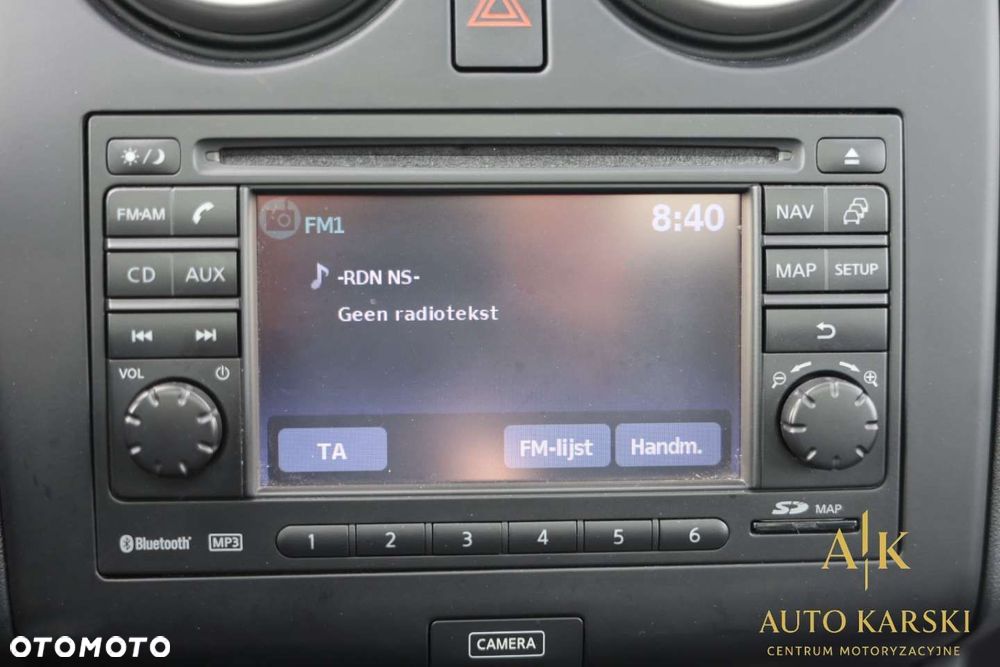 FM·AM
CD
AUX
VOL
FM1
8:40
-RDN NS-
Geen radiotekst
TA
FM-lijst
Handm.
NAV
MAP
SETUP
Bluetooth
MP3
1
2
3
4
5
6
SD
MAP
CAMERA
A K
AUTO KARSKI
CENTRUM MOTORYZACYJNE
OTOMOTO